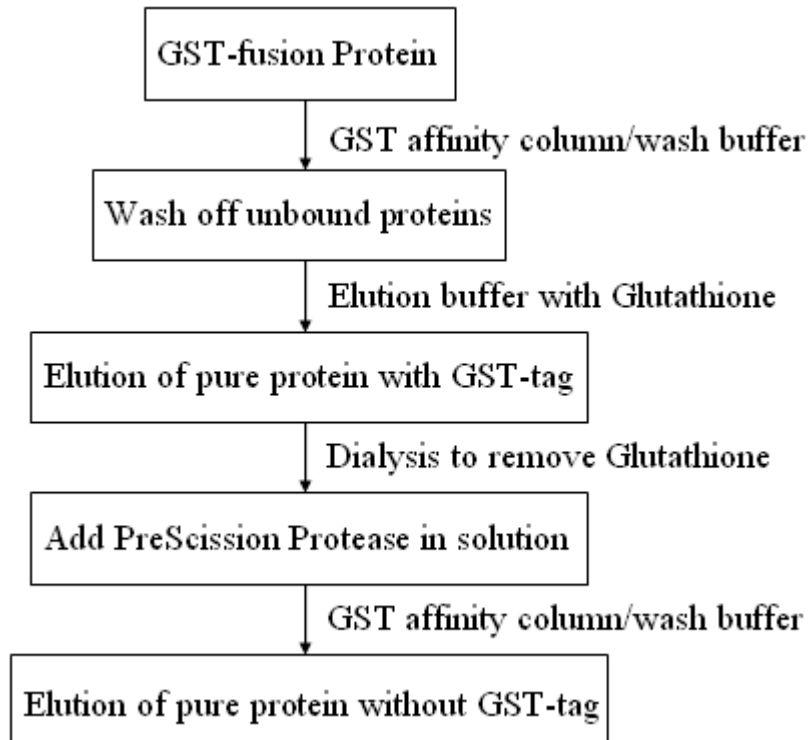 GST-fusion Protein
GST affinity column/wash buffer
Wash off unbound proteins
Elution buffer with Glutathione
Elution of pure protein with GST-tag
Dialysis to remove Glutathione
Add PreScission Protease in solution
GST affinity column/wash buffer
Elution of pure protein without GST-tag